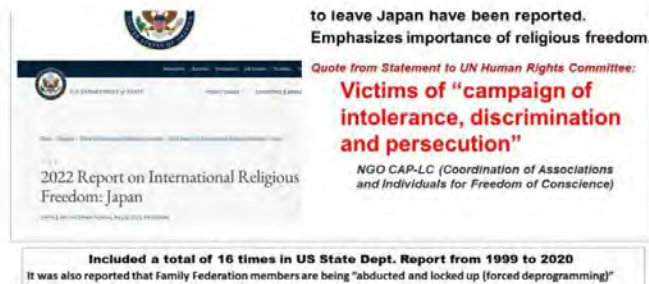 to leave Japan have been reported.
Emphasizes importance of religious freedom
Quote from Statement to UN Human Rights Committee:
Victims of “campaign of
intolerance, discrimination
and persecution”
NGO CAP-LC (Coordination of Associations
and Individuals for Freedom of Conscience)
U.S. DEPARTMENT of STATE
2022 Report on International Religious
Freedom: Japan
OFFICE OF INTERNATIONAL RELIGIOUS FREEDOM
Included a total of 16 times in US State Dept. Report from 1999 to 2020
It was also reported that Family Federation members are being “abducted and locked up (forced deprogramming)”